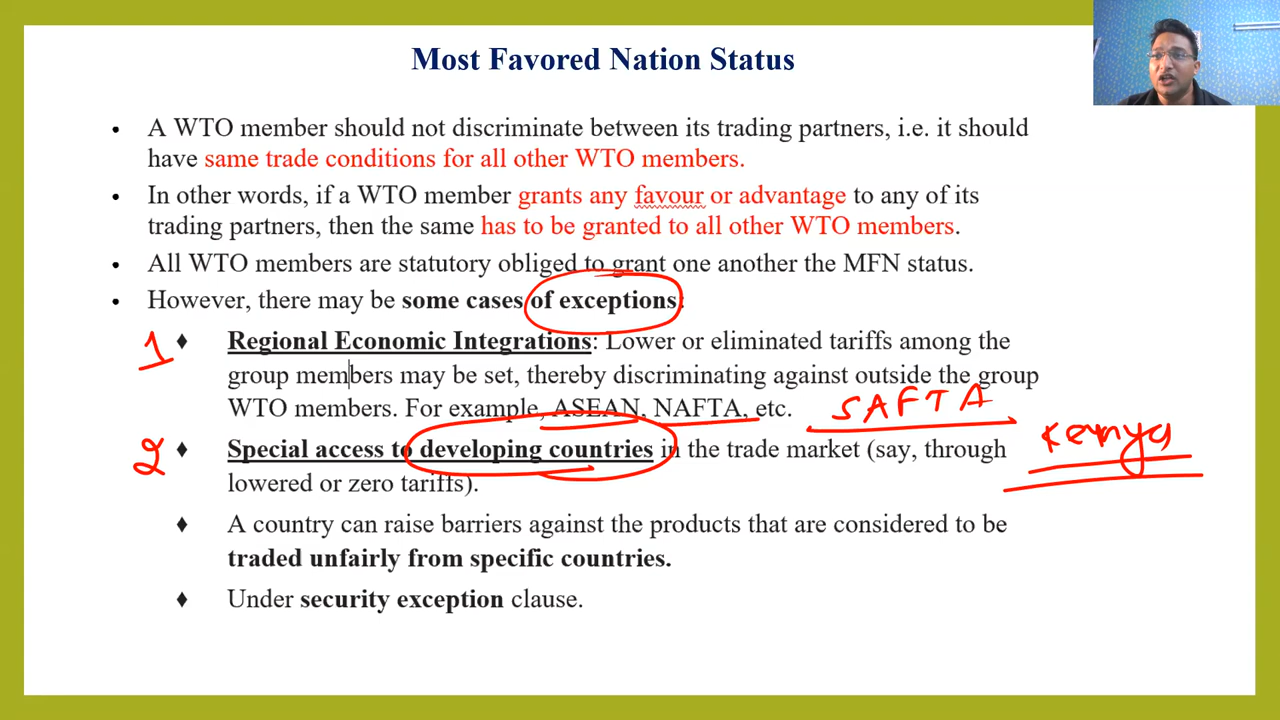 Most Favored Nation Status
• A WTO member should not discriminate between its trading partners, i.e. it should
have same trade conditions for all other WTO members.
• In other words, if a WTO member grants any favour or advantage to any of its
trading partners, then the same has to be granted to all other WTO members.
• All WTO members are statutory obliged to grant one another the MFN status.
• However, there may be some cases of exceptions:
1 ♦ Regional Economic Integrations: Lower or eliminated tariffs among the
group members may be set, thereby discriminating against outside the group
WTO members. For example, ASEAN, NAFTA, etc. SAFTA
2 ♦ Special access to developing countries in the trade market (say, through
Kenya
lowered or zero tariffs).
♦ A country can raise barriers against the products that are considered to be
traded unfairly from specific countries.
♦ Under security exception clause.